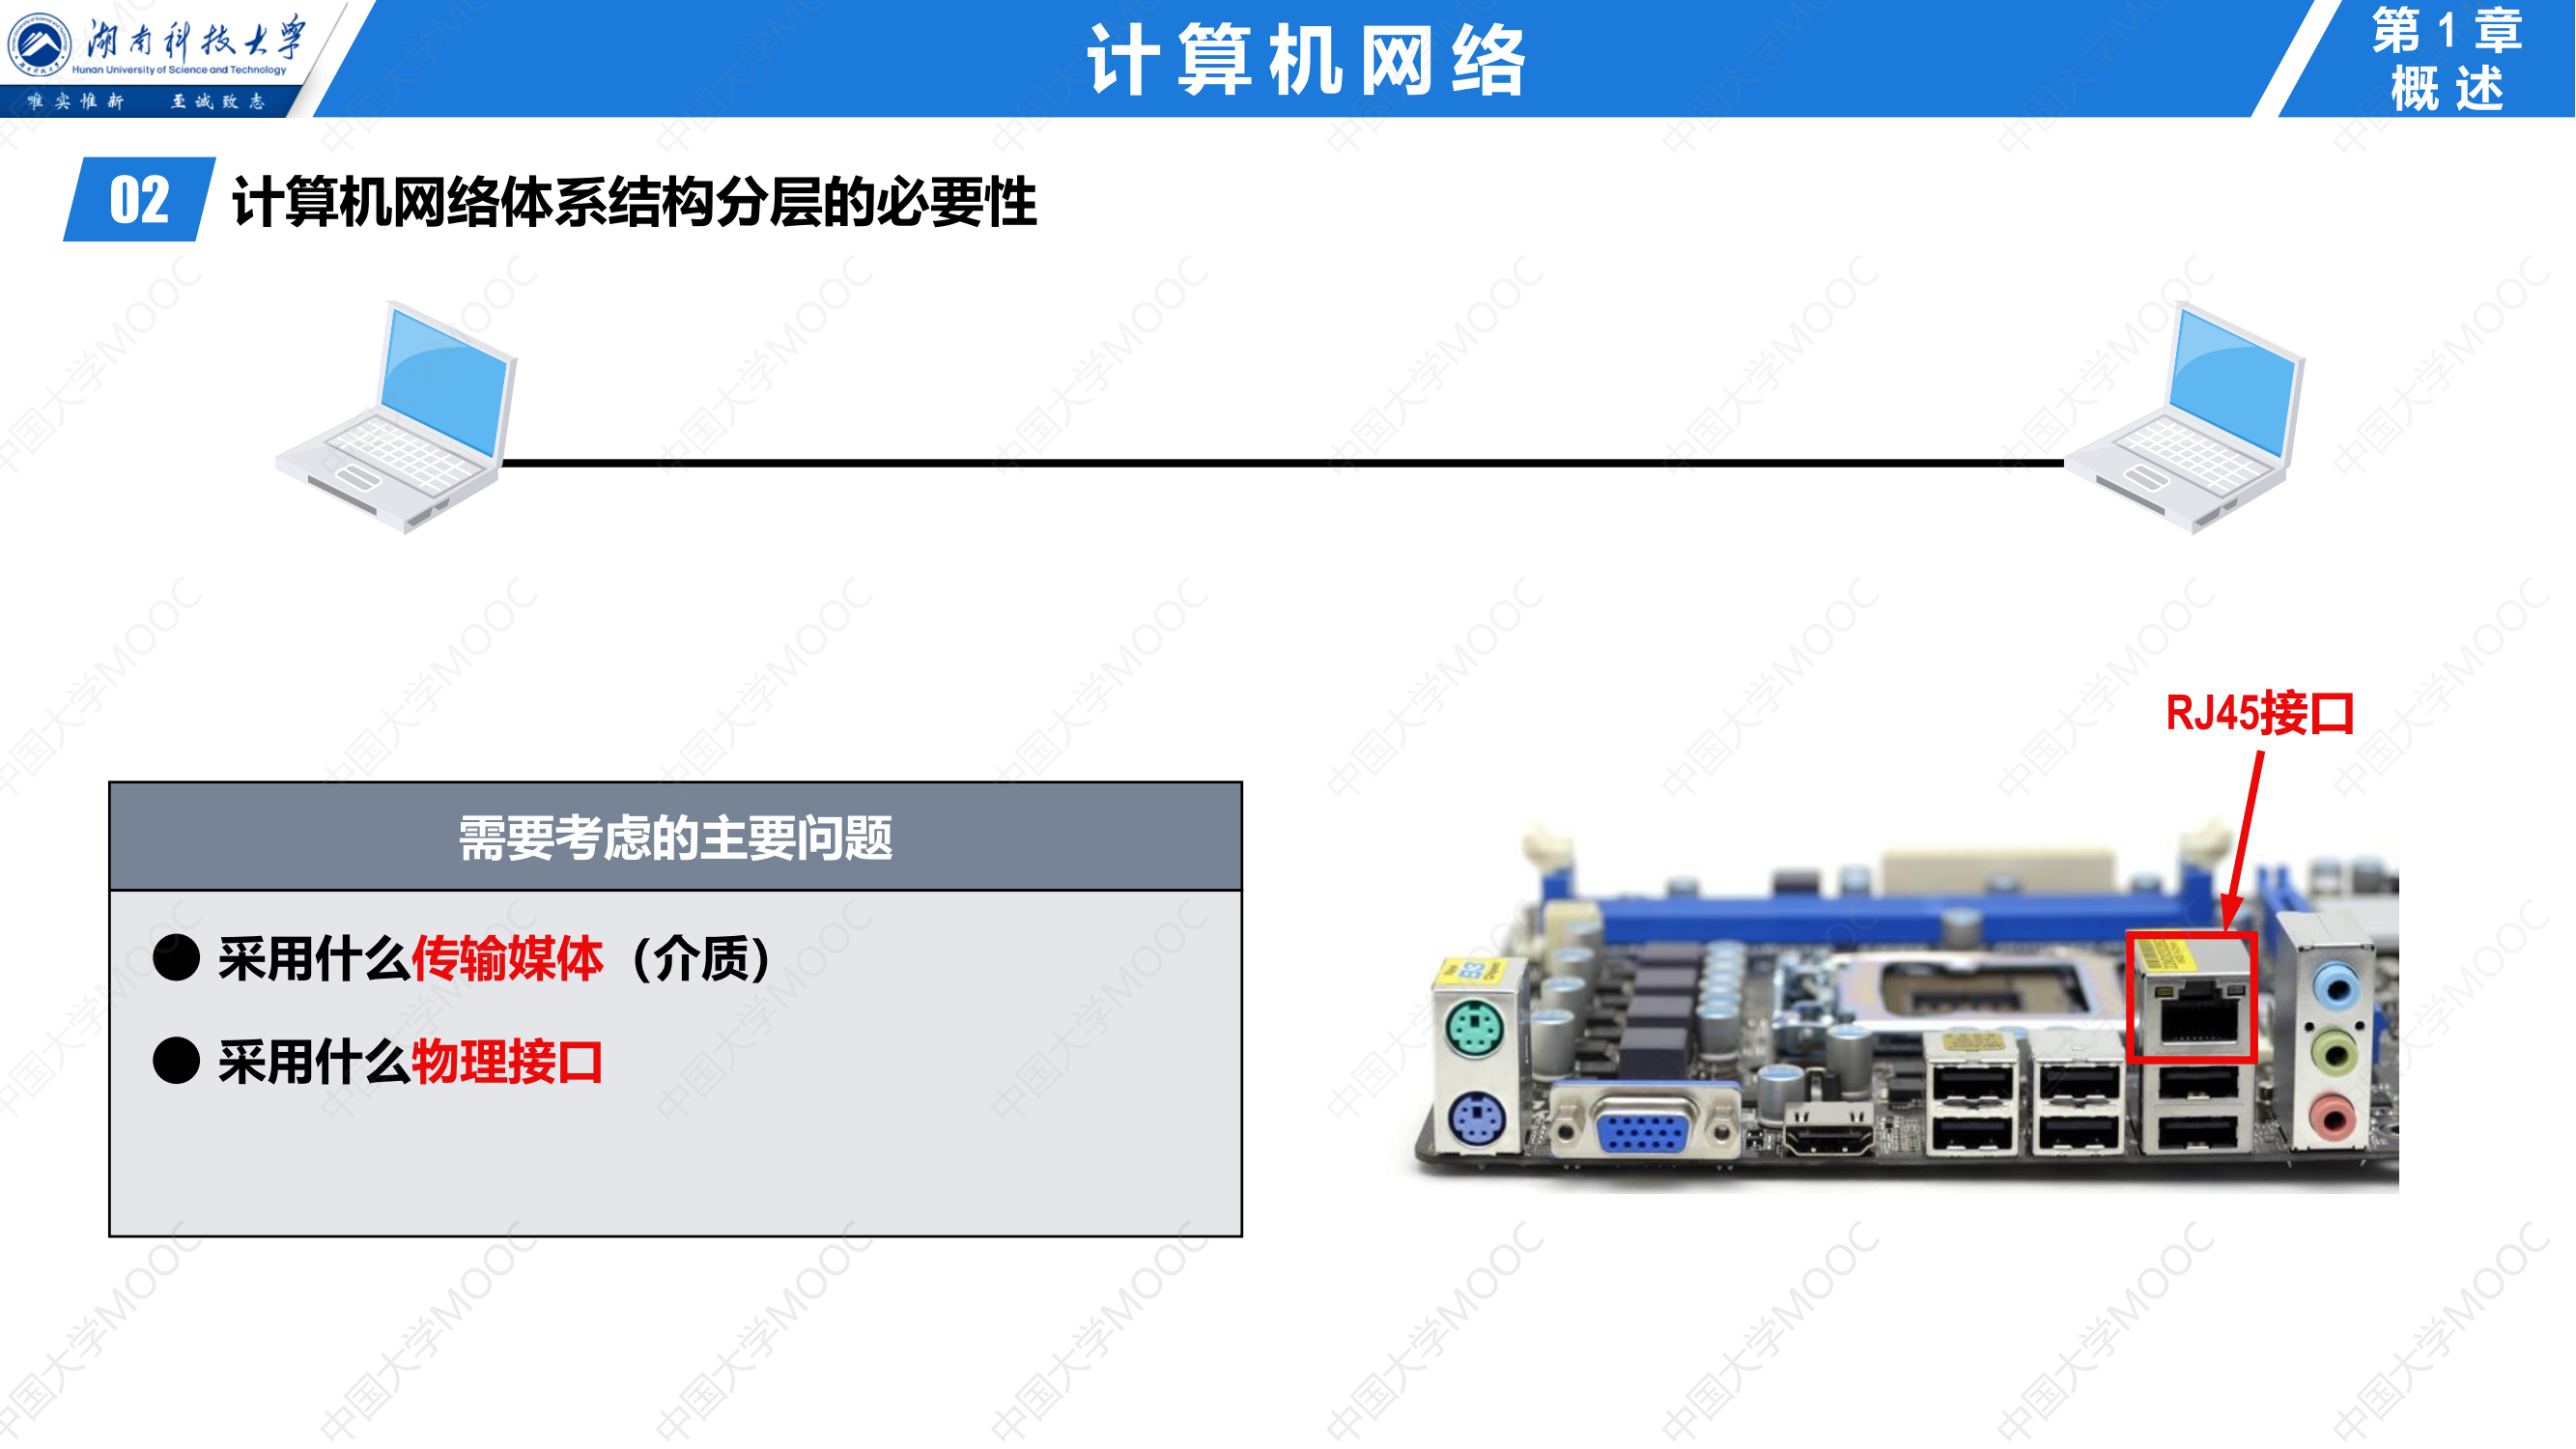 湖南科技大学
Hunan University of Science and Technology
唯实惟新 至诚致志
计算机网络
第1章
概述
02 计算机网络体系结构分层的必要性
RJ45接口
需要考虑的主要问题
● 采用什么传输媒体（介质）
● 采用什么物理接口
中国大学MOOC